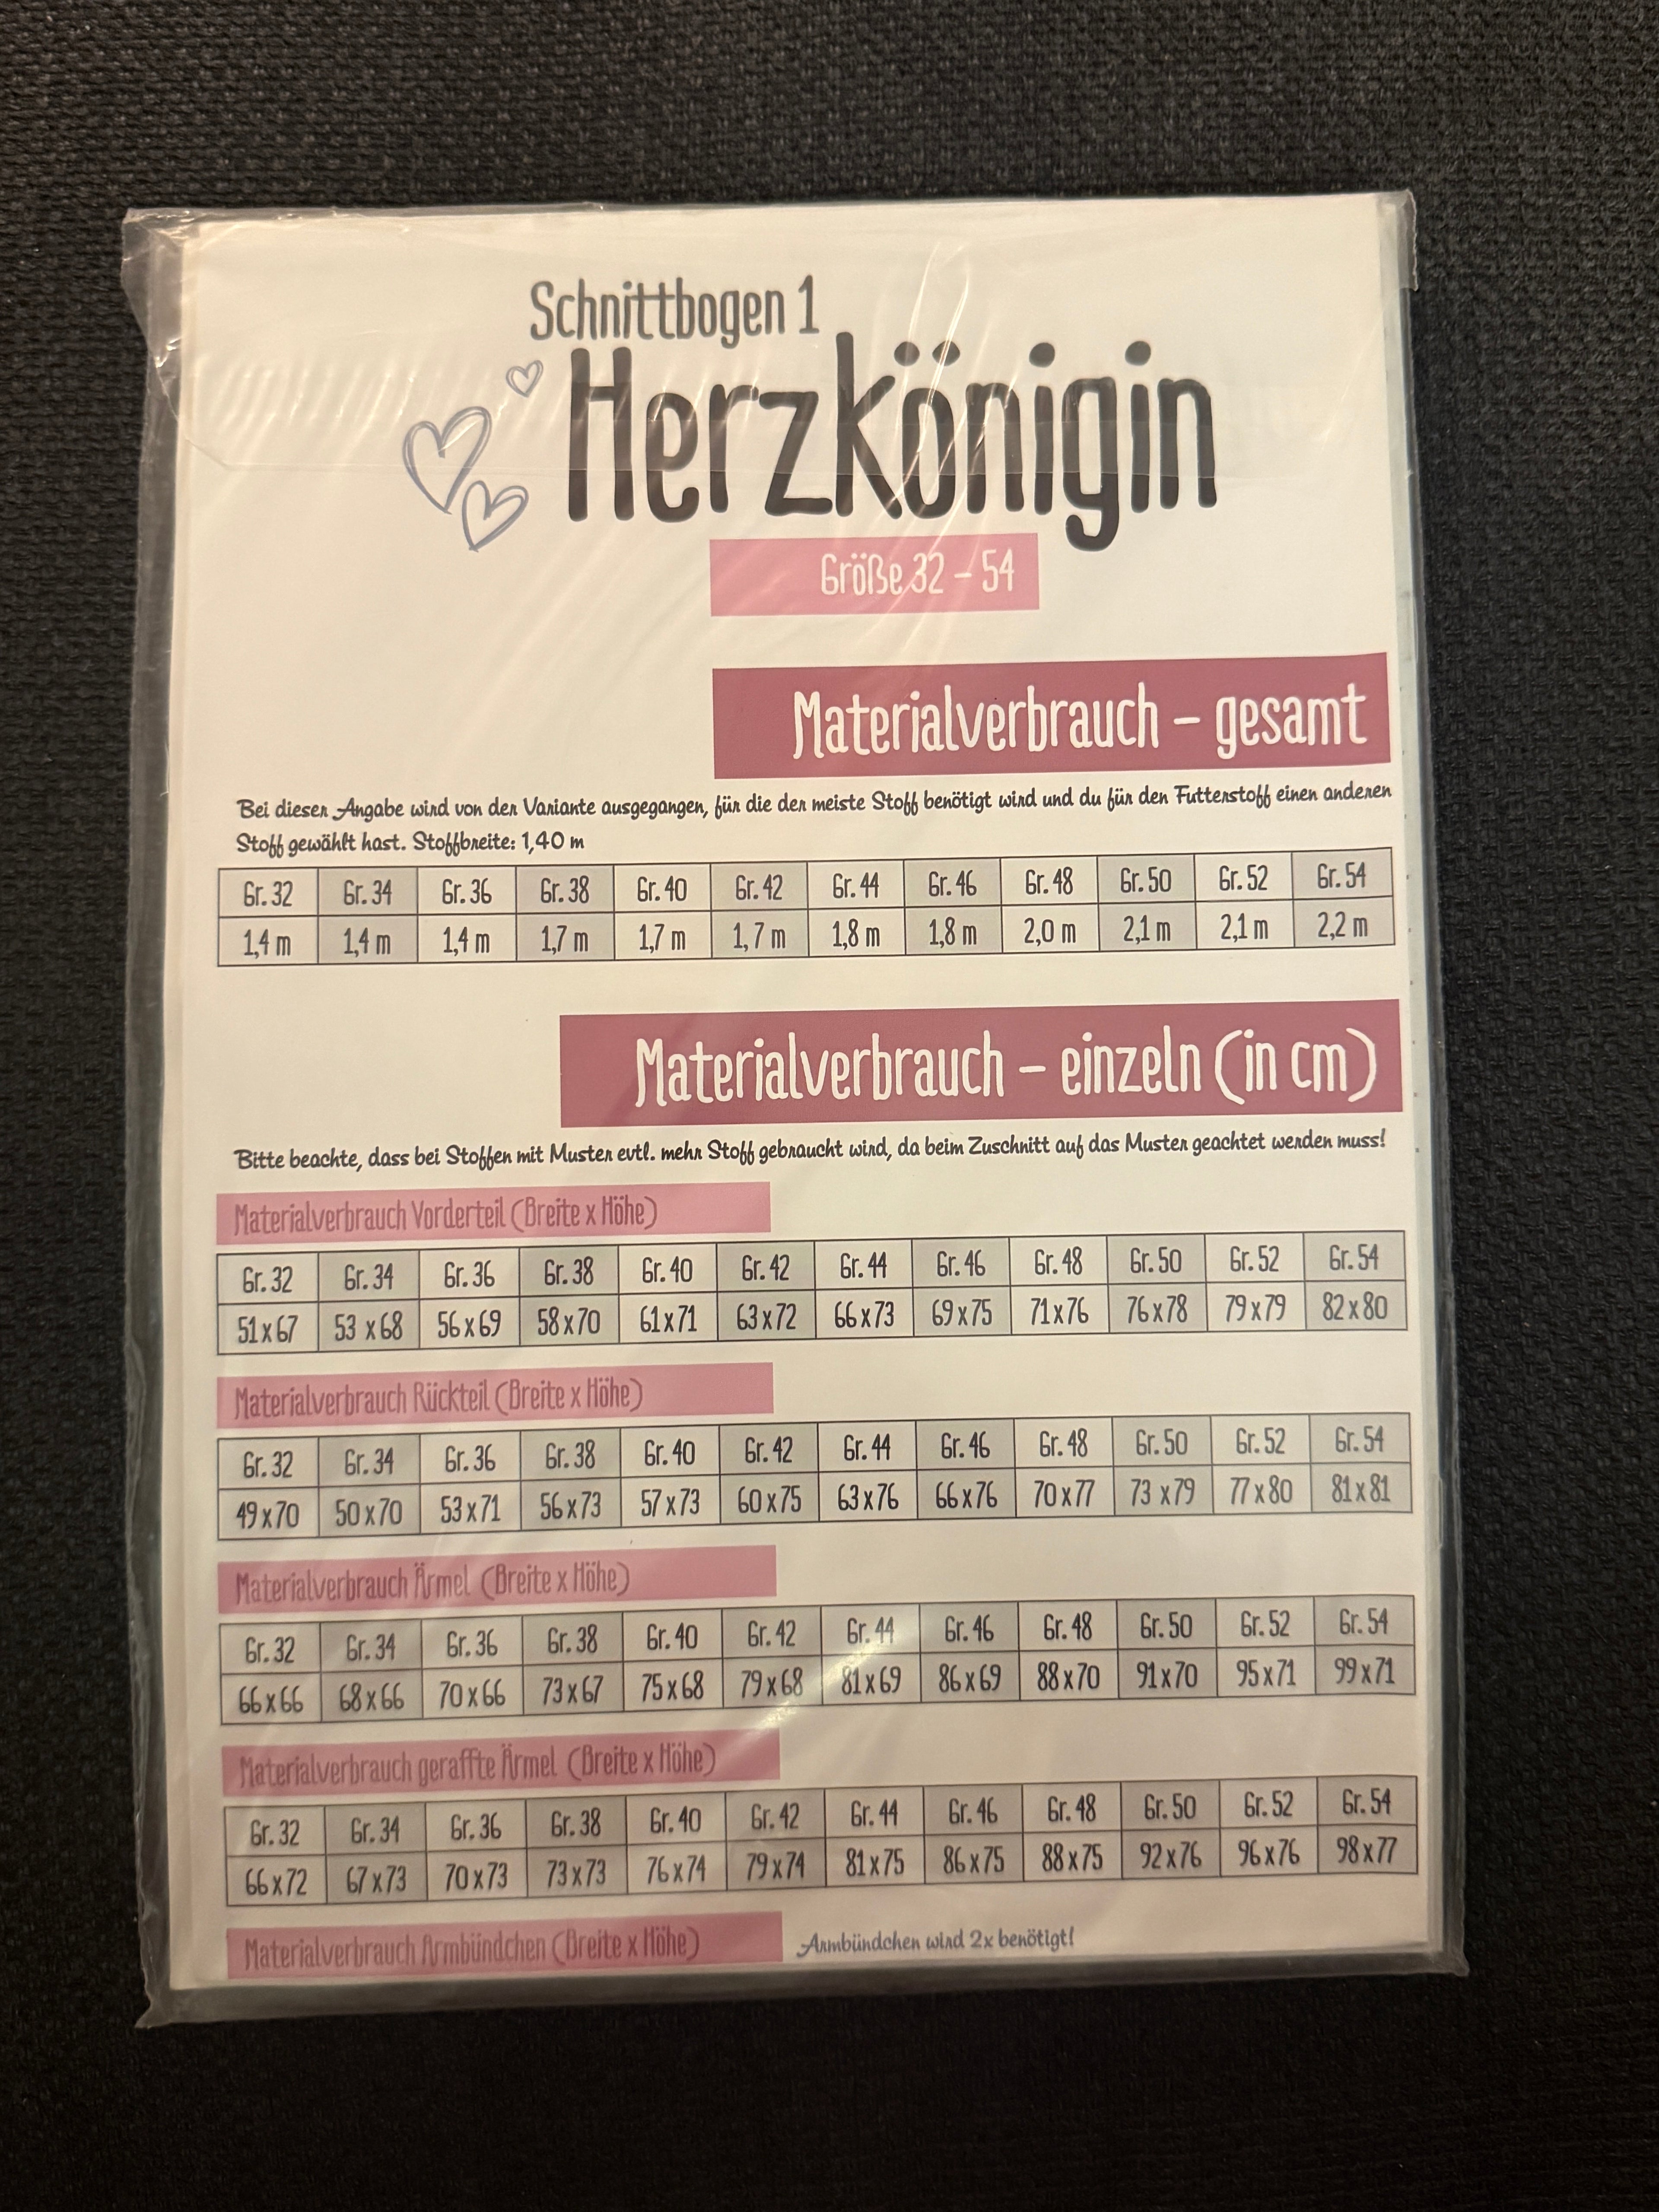 Schnittbogen 1
Herzkönigin
Größe 32 – 54
Materialverbrauch – gesamt
Bei dieser Angabe wird von der Variante ausgegangen, für die der meiste Stoff benötigt wird und du für den Futterstoff einen anderen
Stoff gewählt hast. Stoffbreite: 1,40 m
Gr. 32 Gr. 34 Gr. 36 Gr. 38 Gr. 40 Gr. 42 Gr. 44 Gr. 46 Gr. 48 Gr. 50 Gr. 52 Gr. 54
1,4 m 1,4 m 1,4 m 1,7 m 1,7 m 1,7 m 1,8 m 1,8 m 2,0 m 2,1 m 2,1 m 2,2 m
Materialverbrauch – einzeln (in cm)
Bitte beachte, dass bei Stoffen mit Muster evtl. mehr Stoff gebraucht wird, da beim Zuschnitt auf das Muster geachtet werden muss!
Materialverbrauch Vorderteil (Breite x Höhe)
Gr. 32 Gr. 34 Gr. 36 Gr. 38 Gr. 40 Gr. 42 Gr. 44 Gr. 46 Gr. 48 Gr. 50 Gr. 52 Gr. 54
51 x 67 53 x 68 56 x 69 58 x 70 61 x 71 63 x 72 66 x 73 69 x 75 71 x 76 76 x 78 79 x 79 82 x 80
Materialverbrauch Rückteil (Breite x Höhe)
Gr. 32 Gr. 34 Gr. 36 Gr. 38 Gr. 40 Gr. 42 Gr. 44 Gr. 46 Gr. 48 Gr. 50 Gr. 52 Gr. 54
49 x 70 50 x 70 53 x 71 56 x 73 57 x 73 60 x 75 63 x 76 66 x 76 70 x 77 73 x 79 77 x 80 81 x 81
Materialverbrauch Ärmel (Breite x Höhe)
Gr. 32 Gr. 34 Gr. 36 Gr. 38 Gr. 40 Gr. 42 Gr. 44 Gr. 46 Gr. 48 Gr. 50 Gr. 52 Gr. 54
66 x 66 68 x 66 70 x 66 73 x 67 75 x 68 79 x 68 81 x 69 86 x 69 88 x 70 91 x 70 95 x 71 99 x 71
Materialverbrauch geraffte Ärmel (Breite x Höhe)
Gr. 32 Gr. 34 Gr. 36 Gr. 38 Gr. 40 Gr. 42 Gr. 44 Gr. 46 Gr. 48 Gr. 50 Gr. 52 Gr. 54
66 x 72 67 x 73 70 x 73 73 x 73 76 x 74 79 x 74 81 x 75 86 x 75 88 x 75 92 x 76 96 x 76 98 x 77
Materialverbrauch Armbündchen (Breite x Höhe) Armbündchen wird 2x benötigt!